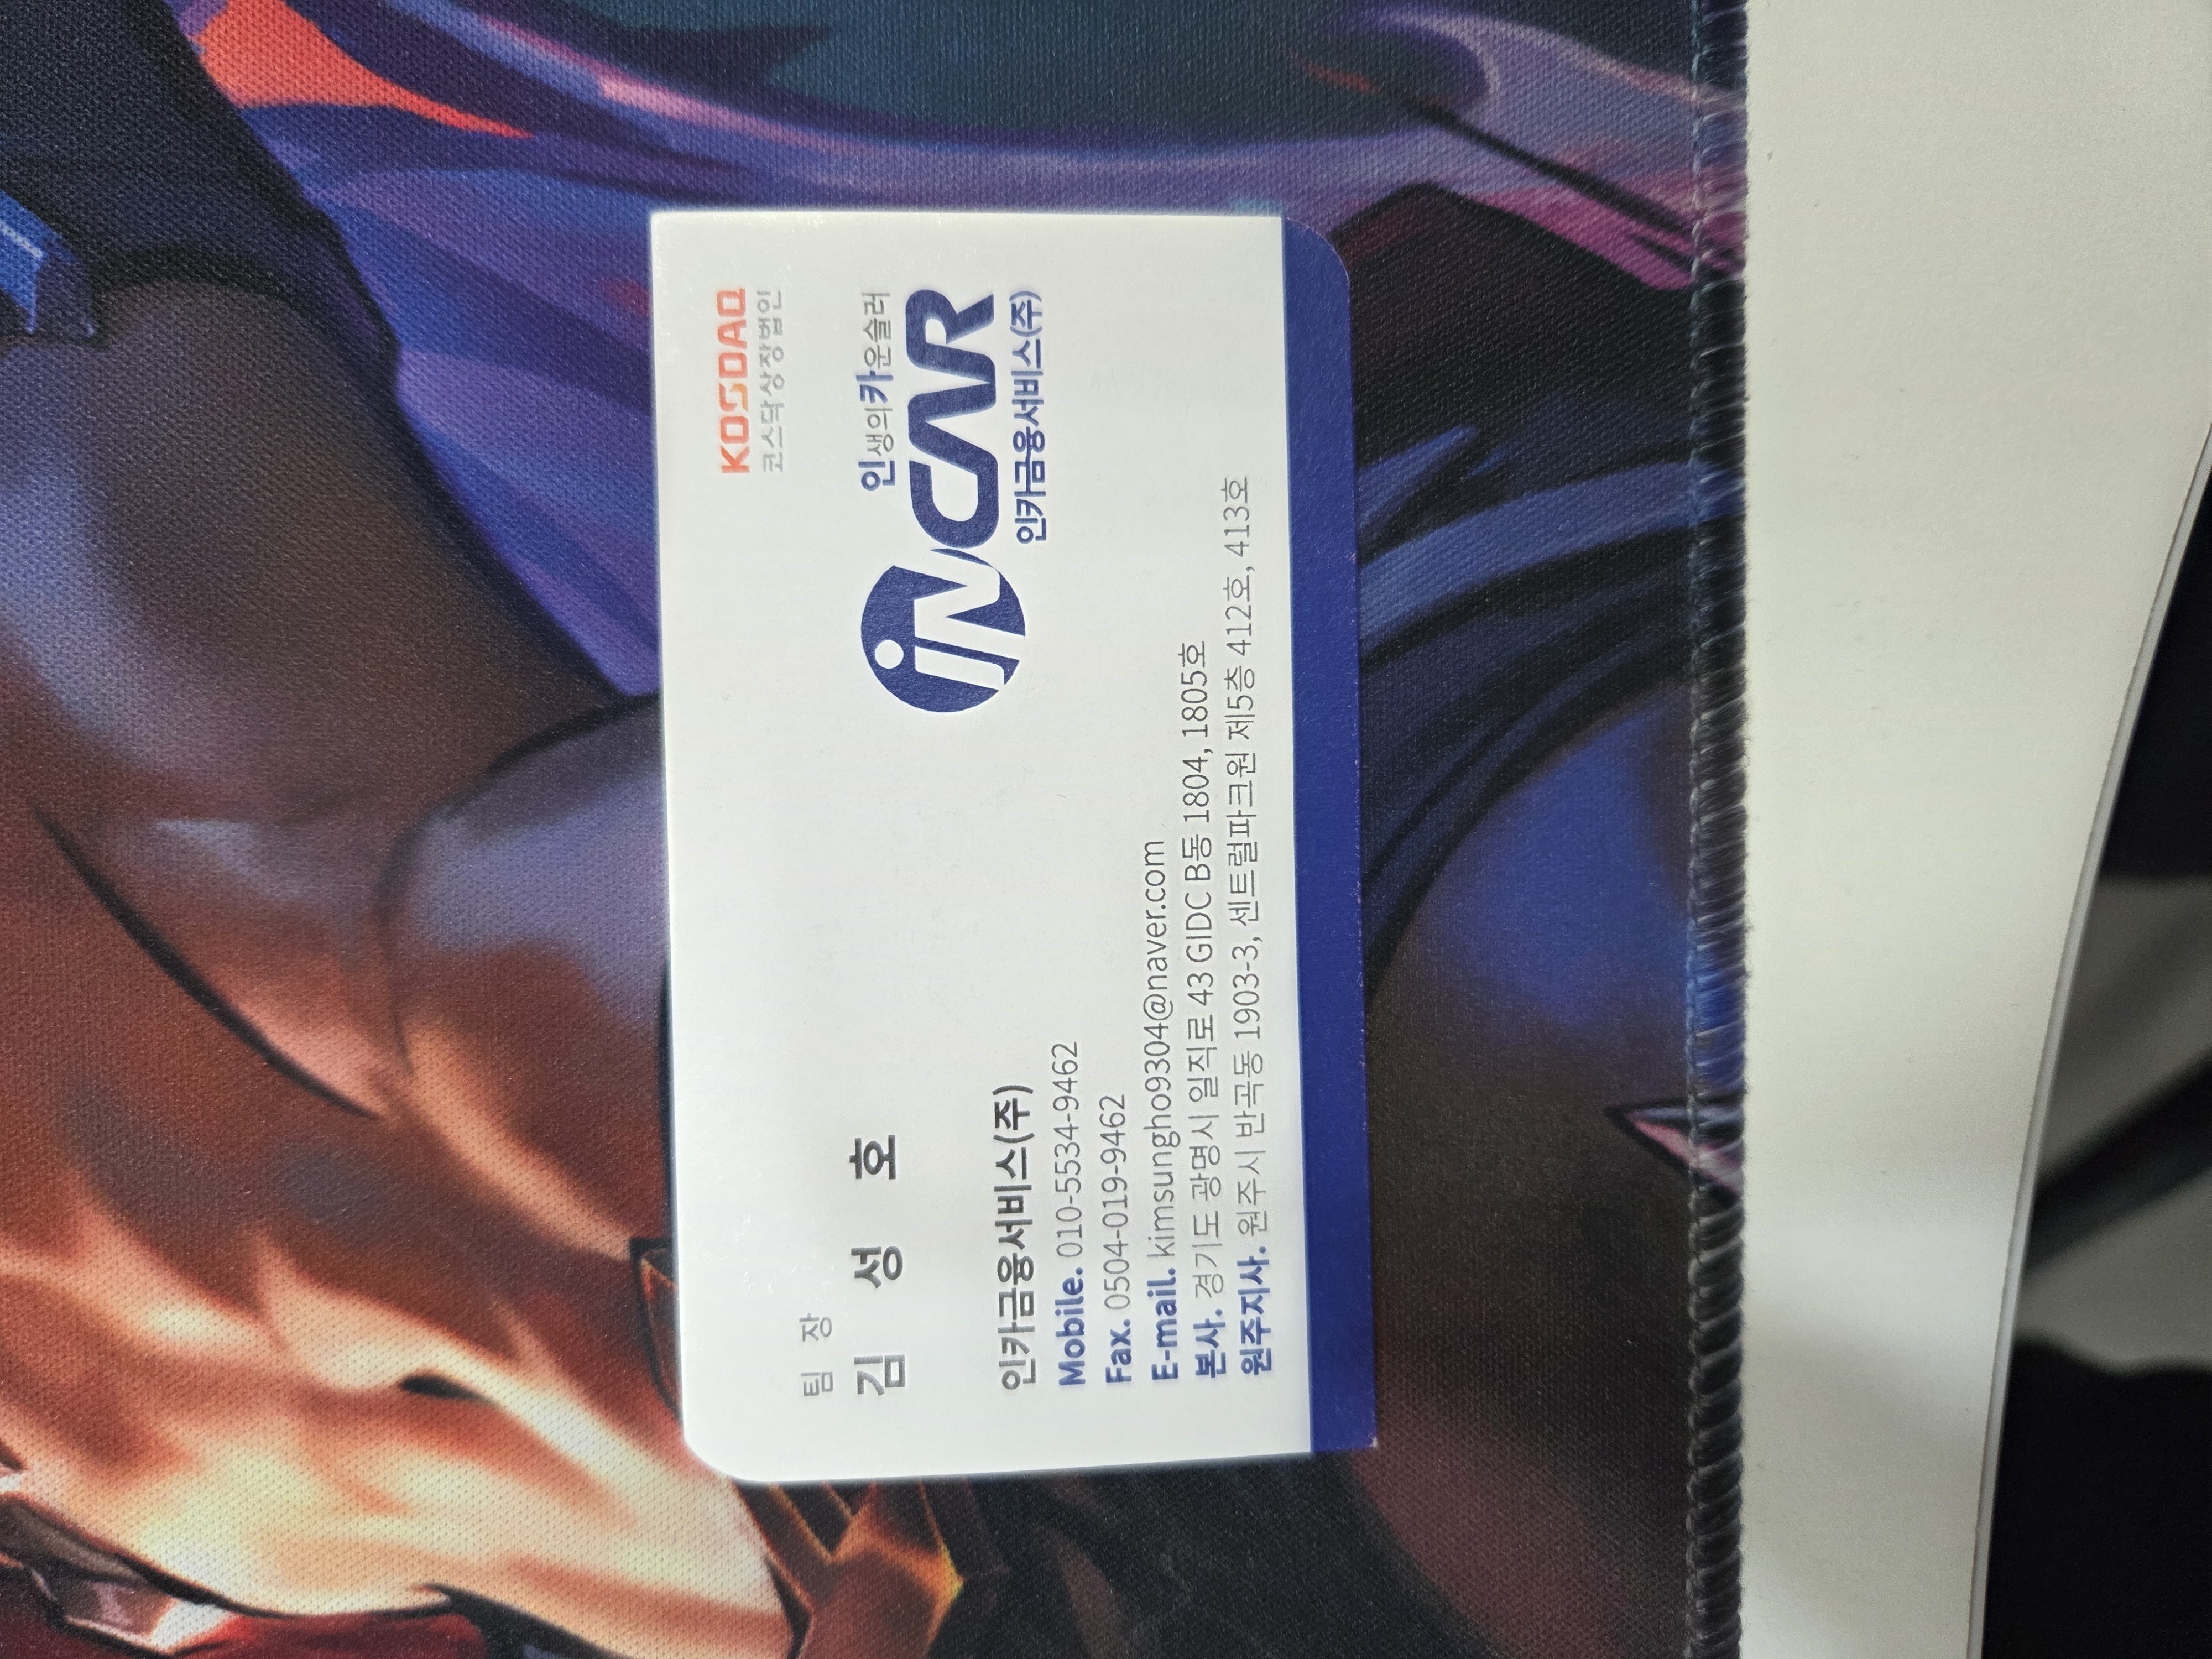 KOSDAQ
코스닥상장법인
팀 장
김 성 호
인생의카운슬러
iNCAR
인카금융서비스(주)
인카금융서비스(주)
Mobile. 010-5534-9462
Fax. 0504-019-9462
E-mail. kimsungho9304@naver.com
본사. 경기도 광명시 일직로 43 GIDC B동 1804, 1805호
원주지사. 원주시 반곡동 1903-3, 센트럴파크원 제5층 412호, 413호